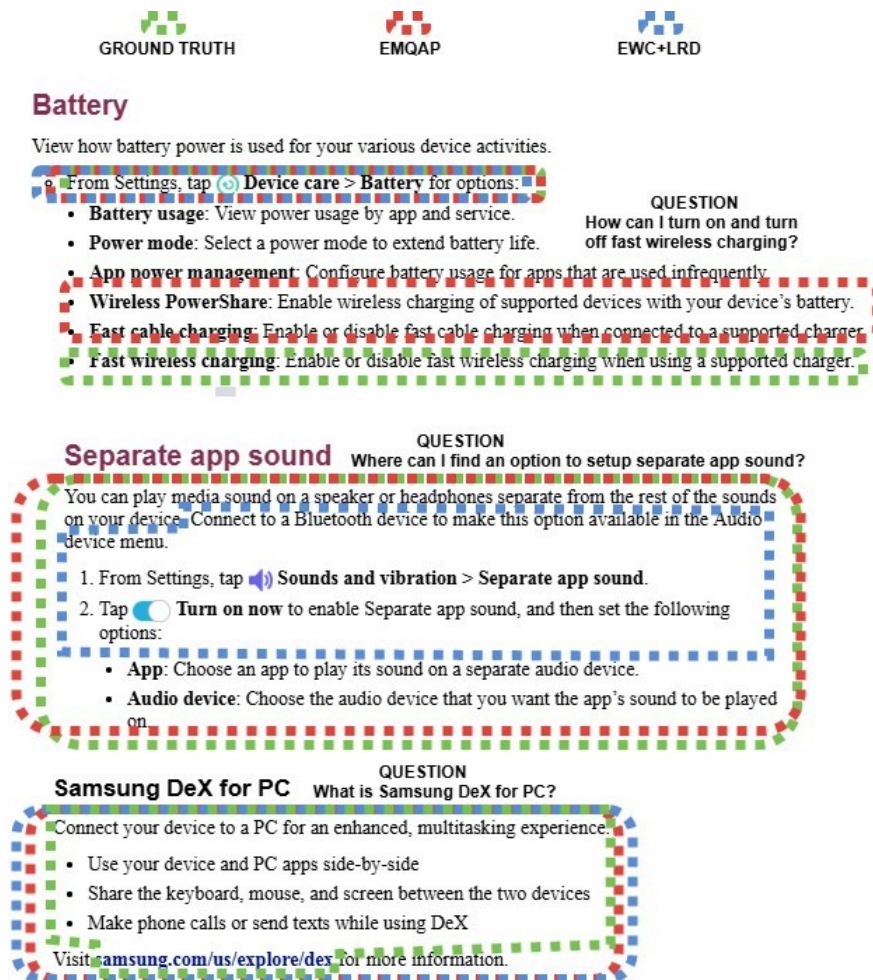 GROUND TRUTH
EMQAP
EWC+LRD
Battery
View how battery power is used for your various device activities.
From Settings, tap Device care > Battery for options:
• Battery usage: View power usage by app and service.
• Power mode: Select a power mode to extend battery life.
QUESTION
How can I turn on and turn
off fast wireless charging?
• App power management: Configure battery usage for apps that are used infrequently.
• Wireless PowerShare: Enable wireless charging of supported devices with your device's battery.
• Fast cable charging: Enable or disable fast cable charging when connected to a supported charger.
• Fast wireless charging: Enable or disable fast wireless charging when using a supported charger.
Separate app sound
QUESTION
Where can I find an option to setup separate app sound?
You can play media sound on a speaker or headphones separate from the rest of the sounds
on your device. Connect to a Bluetooth device to make this option available in the Audio
device menu.
1. From Settings, tap Sounds and vibration > Separate app sound.
2. Tap Turn on now to enable Separate app sound, and then set the following
options:
• App: Choose an app to play its sound on a separate audio device.
• Audio device: Choose the audio device that you want the app's sound to be played
on.
Samsung DeX for PC
QUESTION
What is Samsung DeX for PC?
Connect your device to a PC for an enhanced, multitasking experience.
• Use your device and PC apps side-by-side
• Share the keyboard, mouse, and screen between the two devices
• Make phone calls or send texts while using DeX
Visit samsung.com/us/explore/dex for more information.